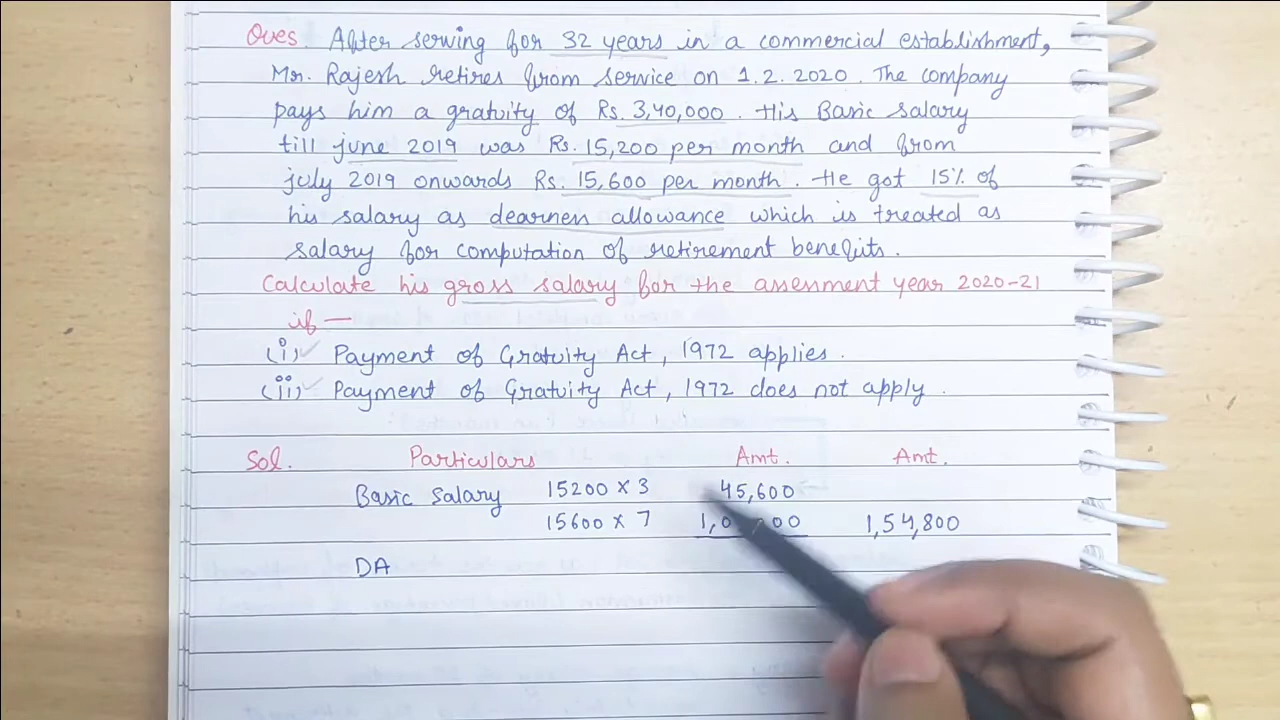 Ques. After serving for 32 years in a commercial establishment,
Mr. Rajesh retires from service on 1.2.2020. The company
pays him a gratuity of Rs. 3,40,000. His Basic Salary
till june 2019 was Rs. 15,200 per month and from
july 2019 onwards Rs. 15,600 per month. He got 15% of
his salary as dearness allowance which is treated as
salary for computation of retirement benefits.
Calculate his gross salary for the assessment year 2020-21
if —
(i) Payment of Gratuity Act, 1972 applies.
(ii) Payment of Gratuity Act, 1972 does not apply.
Sol. Particulars Amt. Amt.
Basic Salary 15200 x 3 45,600
15600 x 7 1,54,800
DA